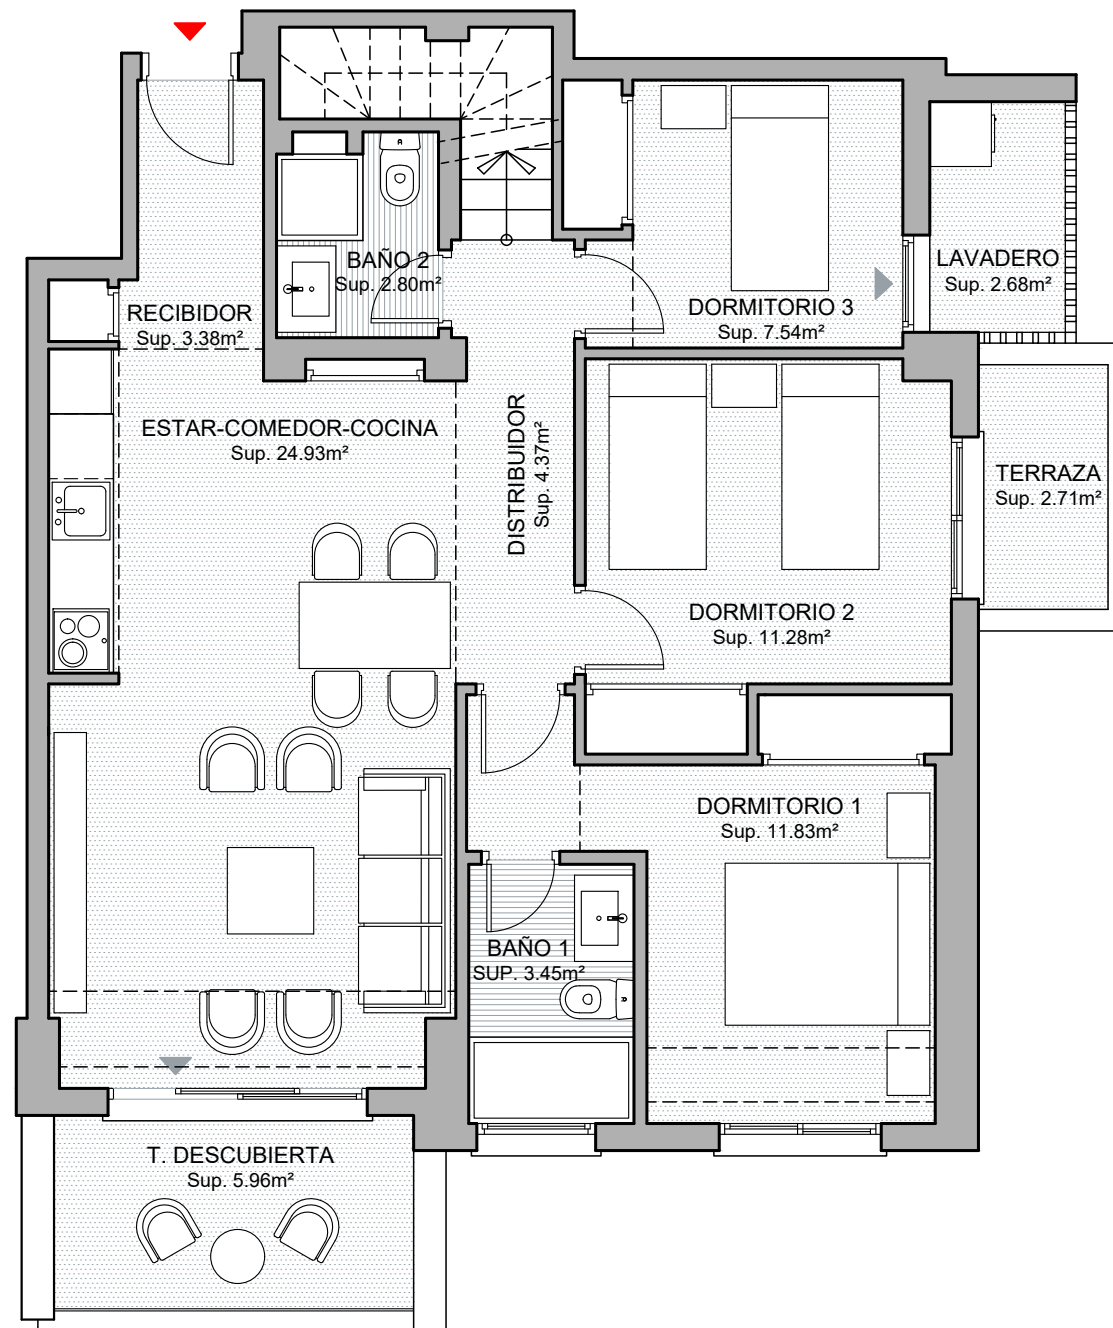 BAÑO 2
Sup. 2.80m²
LAVADERO
Sup. 2.68m²
RECIBIDOR
Sup. 3.38m²
DORMITORIO 3
Sup. 7.54m²
ESTAR-COMEDOR-COCINA
Sup. 24.93m²
DISTRIBUIDOR
Sup. 4.37m²
TERRAZA
Sup. 2.71m²
DORMITORIO 2
Sup. 11.28m²
DORMITORIO 1
Sup. 11.83m²
BAÑO 1
SUP. 3.45m²
T. DESCUBIERTA
Sup. 5.96m²